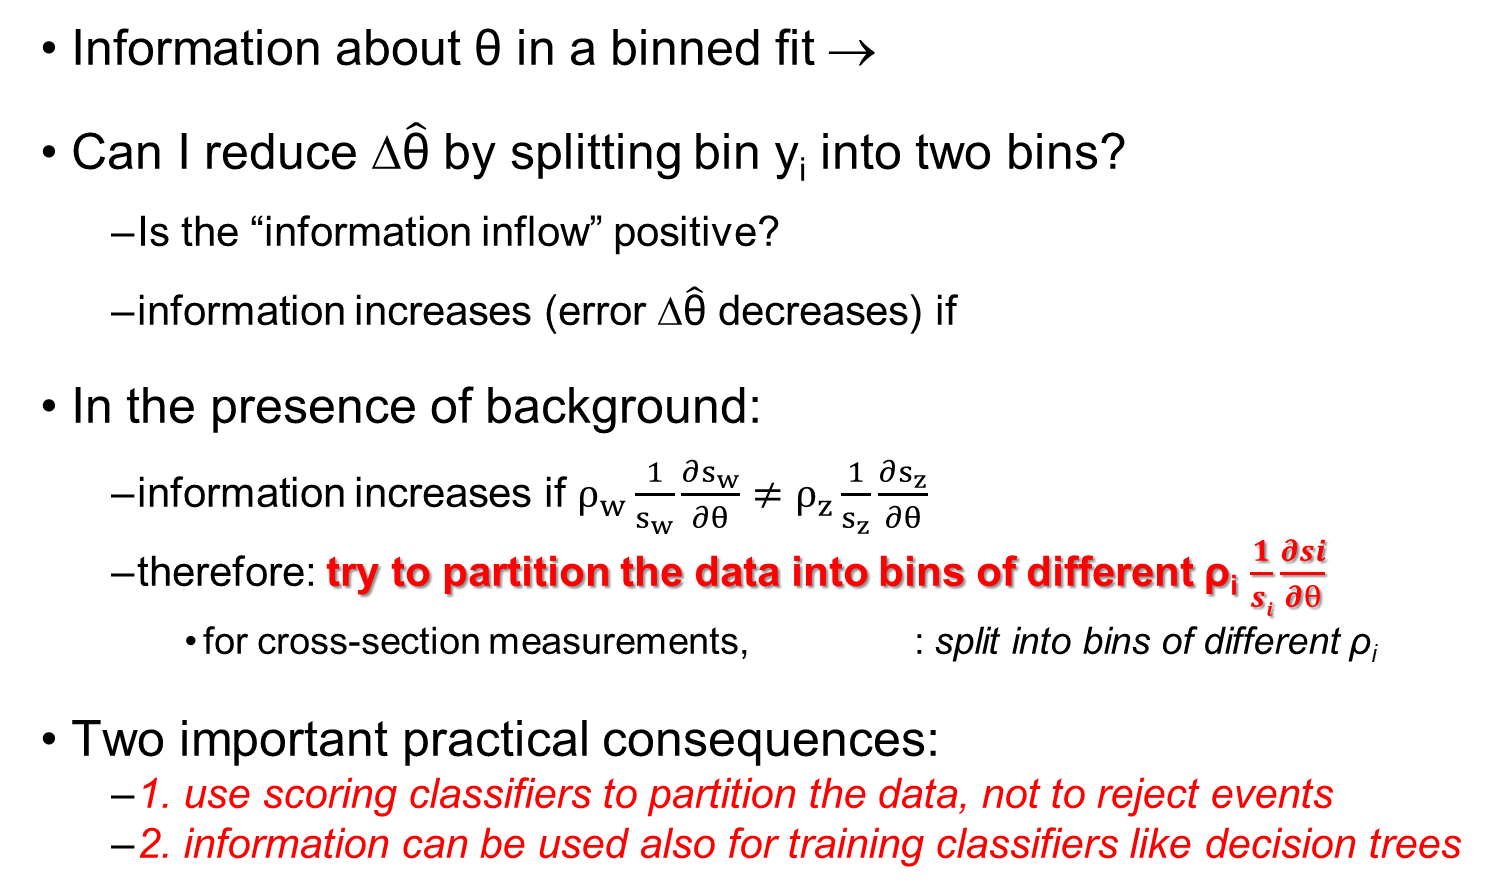 • Information about θ in a binned fit →
• Can I reduce Δθ̂ by splitting bin yᵢ into two bins?
–Is the “information inflow” positive?
–information increases (error Δθ̂ decreases) if
• In the presence of background:
–information increases if ρ_w 1/s_w ∂s_w/∂θ ≠ ρ_z 1/s_z ∂s_z/∂θ
–therefore: try to partition the data into bins of different ρᵢ 1/sᵢ ∂si/∂θ
• for cross-section measurements, : split into bins of different ρᵢ
• Two important practical consequences:
–1. use scoring classifiers to partition the data, not to reject events
–2. information can be used also for training classifiers like decision trees